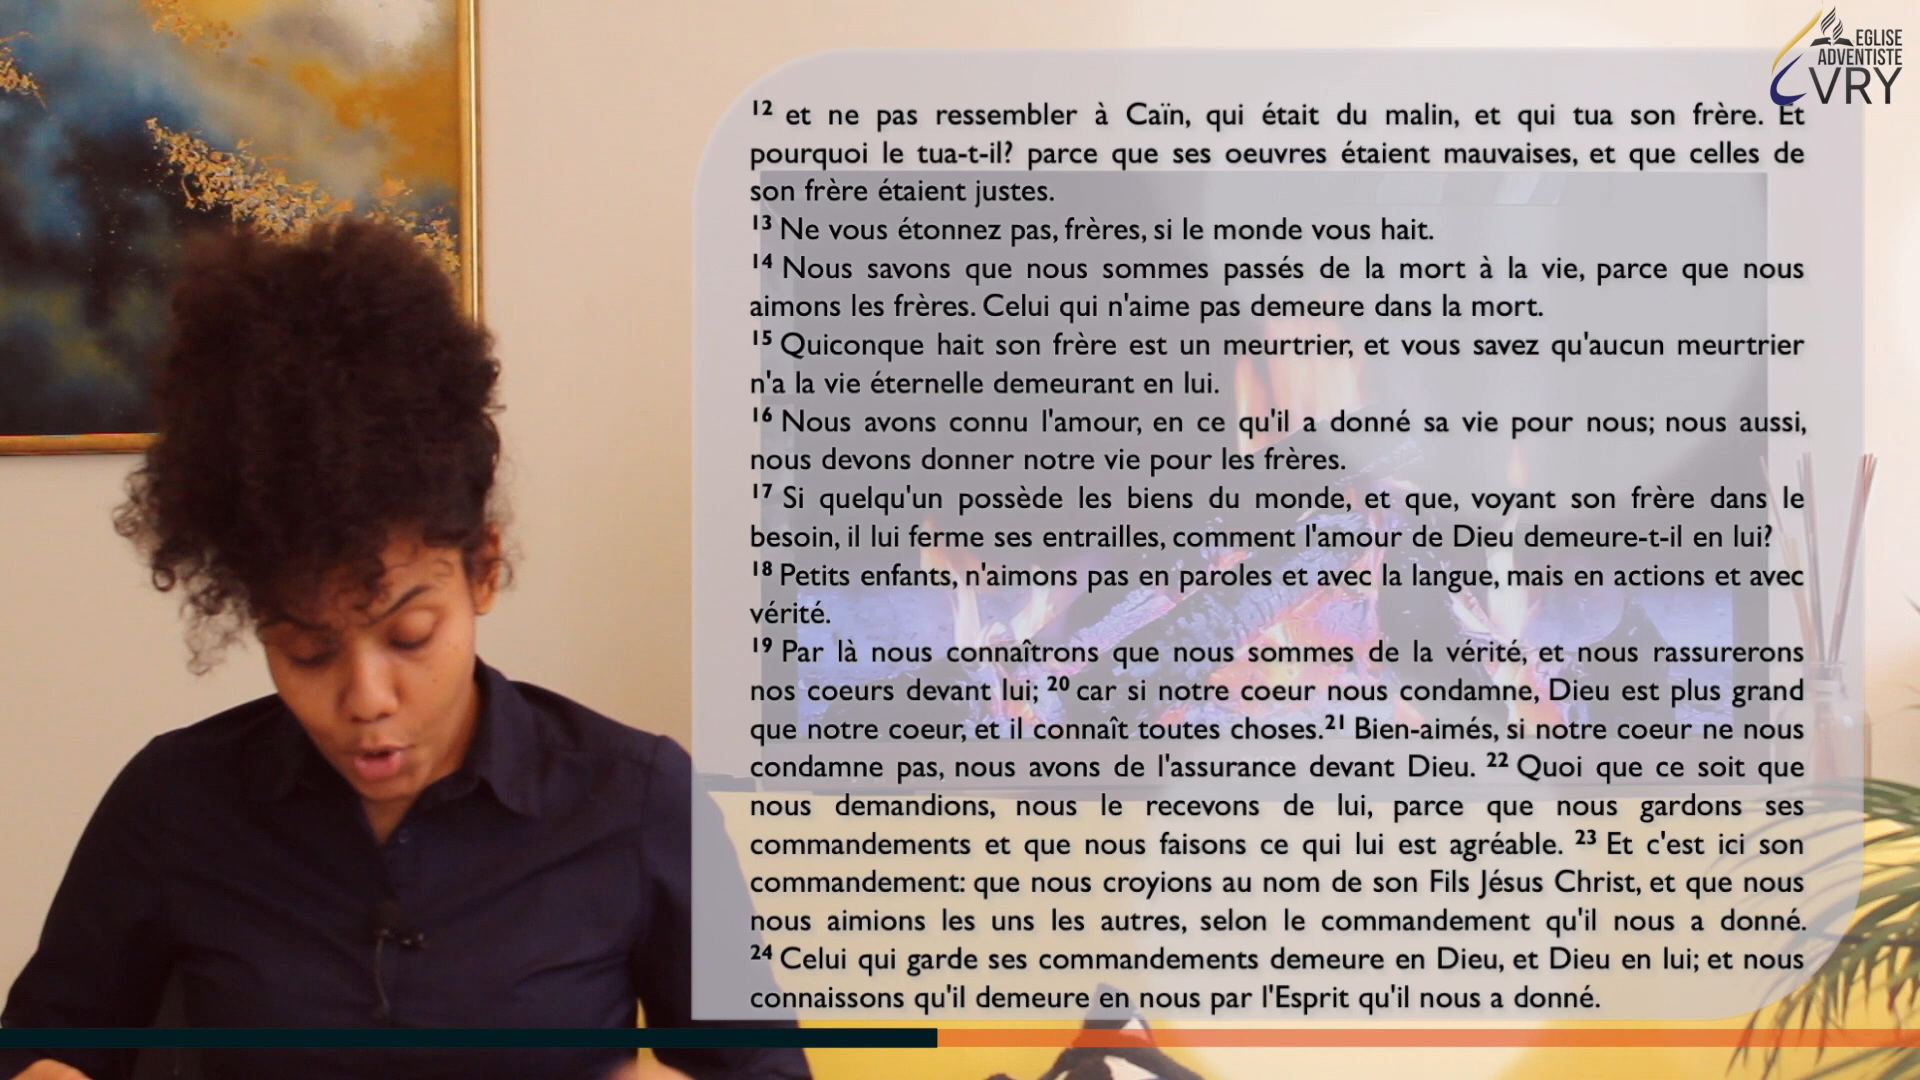 EGLISE
ADVENTISTE
VRY
12 et ne pas ressembler à Caïn, qui était du malin, et qui tua son frère. Et
pourquoi le tua-t-il? parce que ses oeuvres étaient mauvaises, et que celles de
son frère étaient justes.
13 Ne vous étonnez pas, frères, si le monde vous hait.
14 Nous savons que nous sommes passés de la mort à la vie, parce que nous
aimons les frères. Celui qui n'aime pas demeure dans la mort.
15 Quiconque hait son frère est un meurtrier, et vous savez qu'aucun meurtrier
n'a la vie éternelle demeurant en lui.
16 Nous avons connu l'amour, en ce qu'il a donné sa vie pour nous; nous aussi,
nous devons donner notre vie pour les frères.
17 Si quelqu'un possède les biens du monde, et que, voyant son frère dans le
besoin, il lui ferme ses entrailles, comment l'amour de Dieu demeure-t-il en lui?
18 Petits enfants, n'aimons pas en paroles et avec la langue, mais en actions et avec
vérité.
19 Par là nous connaîtrons que nous sommes de la vérité, et nous rassurerons
nos coeurs devant lui; 20 car si notre coeur nous condamne, Dieu est plus grand
que notre coeur, et il connaît toutes choses.21 Bien-aimés, si notre coeur ne nous
condamne pas, nous avons de l'assurance devant Dieu. 22 Quoi que ce soit que
nous demandions, nous le recevons de lui, parce que nous gardons ses
commandements et que nous faisons ce qui lui est agréable. 23 Et c'est ici son
commandement: que nous croyions au nom de son Fils Jésus Christ, et que nous
nous aimions les uns les autres, selon le commandement qu'il nous a donné.
24 Celui qui garde ses commandements demeure en Dieu, et Dieu en lui; et nous
connaissons qu'il demeure en nous par l'Esprit qu'il nous a donné.